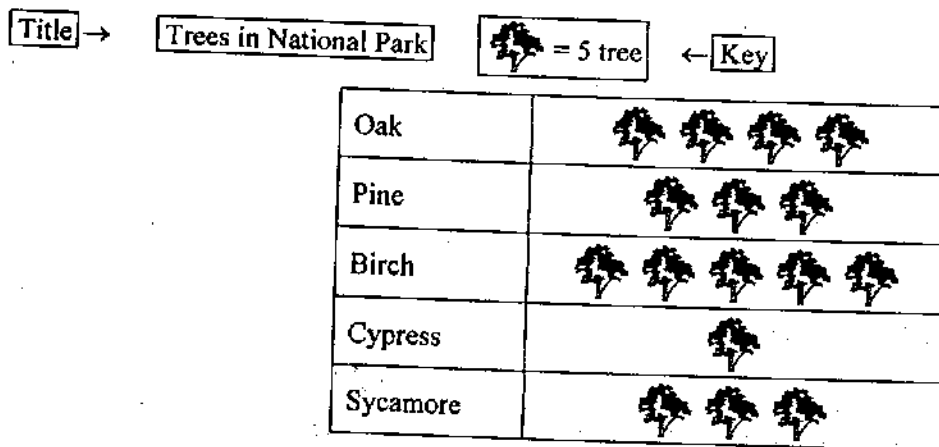 Title → Trees in National Park = 5 tree ← Key
Oak
Pine
Birch
Cypress
Sycamore